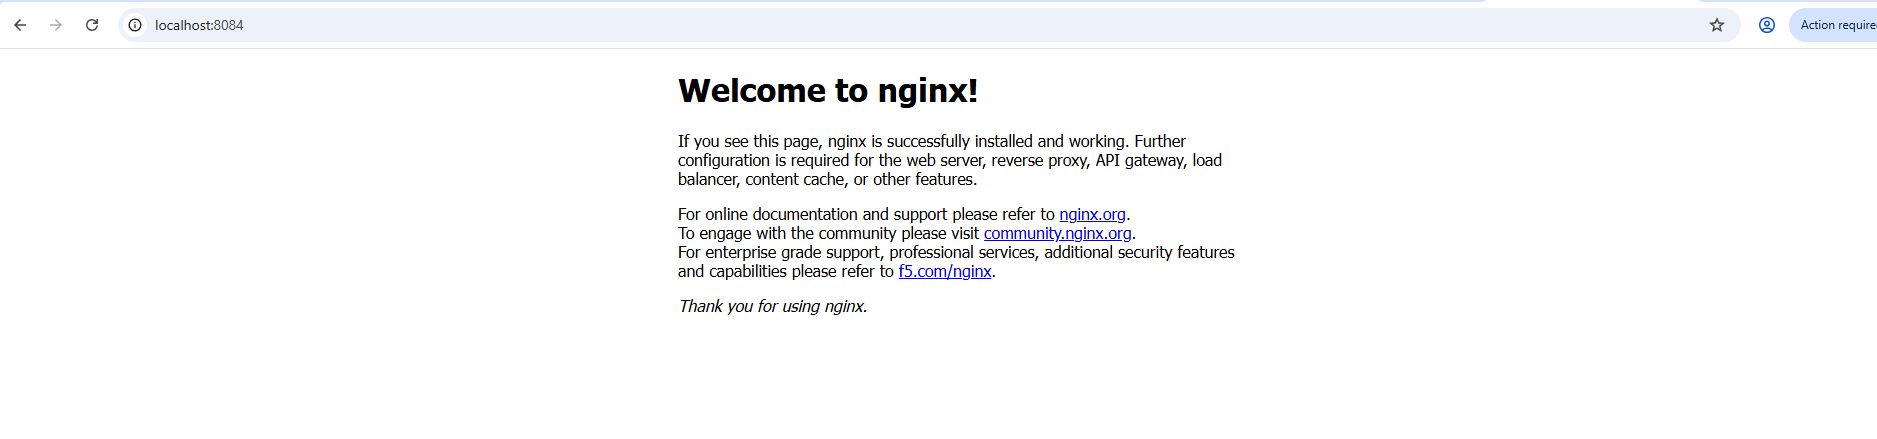 localhost:8084
Action require
Welcome to nginx!
If you see this page, nginx is successfully installed and working. Further
configuration is required for the web server, reverse proxy, API gateway, load
balancer, content cache, or other features.
For online documentation and support please refer to nginx.org.
To engage with the community please visit community.nginx.org.
For enterprise grade support, professional services, additional security features
and capabilities please refer to f5.com/nginx.
Thank you for using nginx.